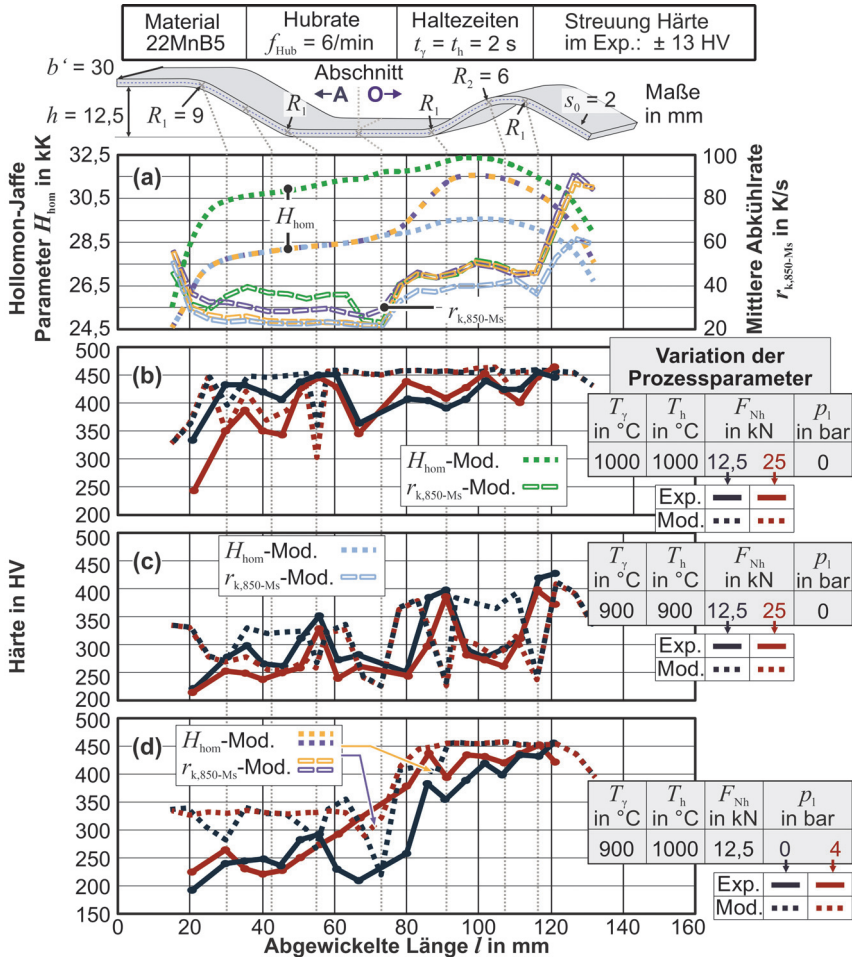 Material
22MnB5
Hubrate
f_Hub = 6/min
Haltezeiten
t_γ = t_h = 2 s
Streuung Härte
im Exp.: ± 13 HV
b‘ = 30
h = 12,5
R₁ = 9
R₁
Abschnitt
A O
R₁
R₂ = 6
R₁
s₀ = 2
Maße
in mm
Hollomon-Jaffe
Parameter H_hom in kK
32,5
30,5
28,5
26,5
24,5
(a)
H_hom
r_k,850-Ms
100
80
60
40
20
Mittlere Abkühlrate
r_k,850-Ms in K/s
Härte in HV
500
450
400
350
300
250
200
(b)
H_hom-Mod.
r_k,850-Ms-Mod.
Variation der
Prozessparameter
T_γ in °C
T_h in °C
F_Nh in kN
p_l in bar
1000 1000 12,5 25 0
Exp.
Mod.
500
450
400
350
300
250
200
(c)
H_hom-Mod.
r_k,850-Ms-Mod.
T_γ in °C
T_h in °C
F_Nh in kN
p_l in bar
900 900 12,5 25 0
Exp.
Mod.
500
450
400
350
300
250
200
150
(d)
H_hom-Mod.
r_k,850-Ms-Mod.
T_γ in °C
T_h in °C
F_Nh in kN
p_l in bar
900 1000 12,5 0 4
Exp.
Mod.
0 20 40 60 80 100 120 140 160
Abgewickelte Länge l in mm